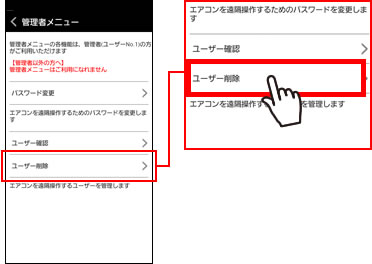 管理者メニュー
管理者メニューの各機能は、管理者(ユーザーNo.1)の方
がご利用いただけます
【管理者以外の方へ】
管理者メニューはご利用になれません
パスワード変更
エアコンを遠隔操作するためのパスワードを変更しま
す
ユーザー確認
ユーザー削除
エアコンを遠隔操作するユーザーを管理します
エアコンを遠隔操作するためのパスワードを変更しま
す
ユーザー確認
ユーザー削除
エアコンを遠隔操作す
を管理します